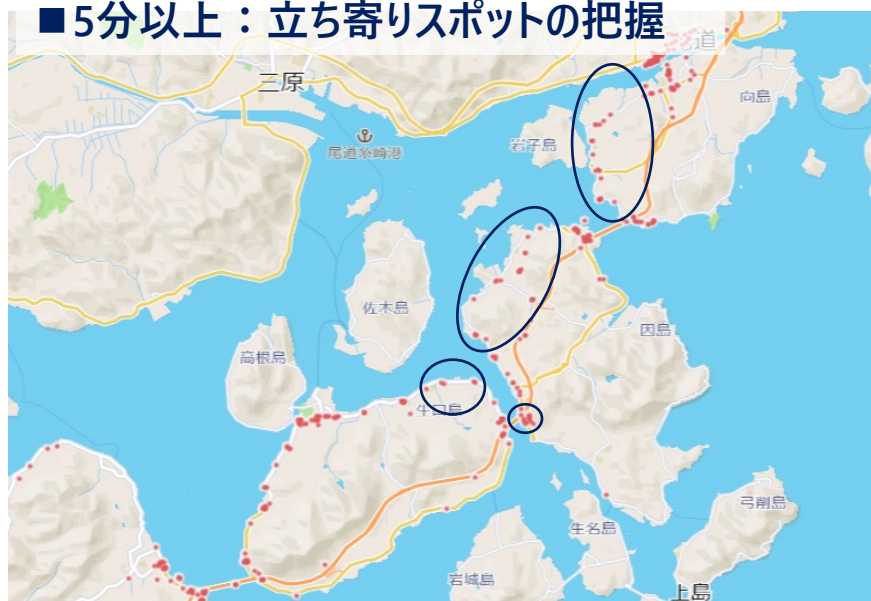 ■5分以上：立ち寄りスポットの把握
道
三原
向島
尾道糸崎港
岩子島
佐木島
因島
高根島
生口島
弓削島
生名島
岩城島
上島